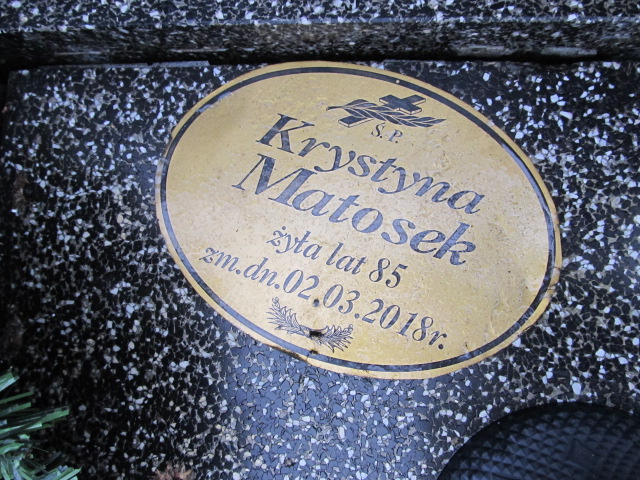 Ś.P.
Krystyna
Matosek
żyła lat 85
zm.dn.02.03.2018r.